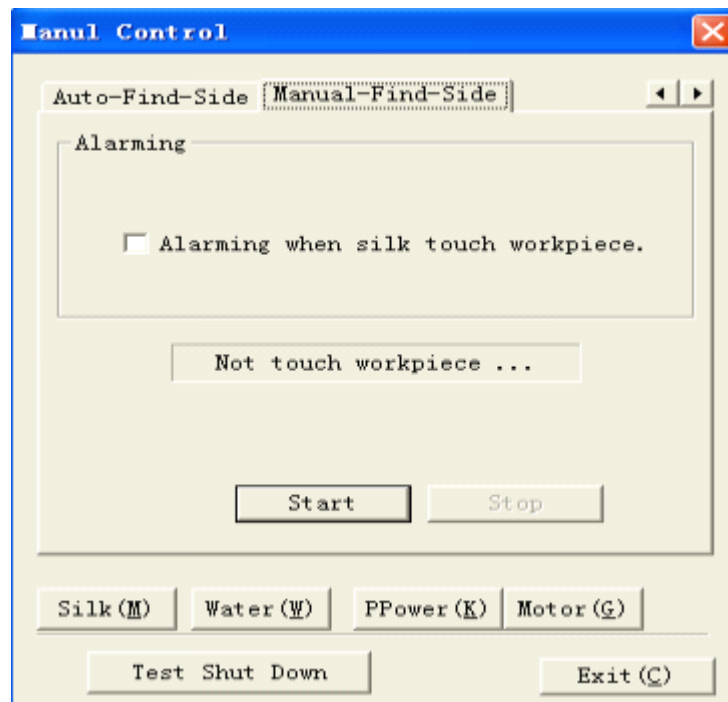 Manul Control
Auto-Find-Side Manual-Find-Side
Alarming
Alarming when silk touch workpiece.
Not touch workpiece ...
Start Stop
Silk(M) Water(W) PPower(K) Motor(G)
Test Shut Down Exit(C)